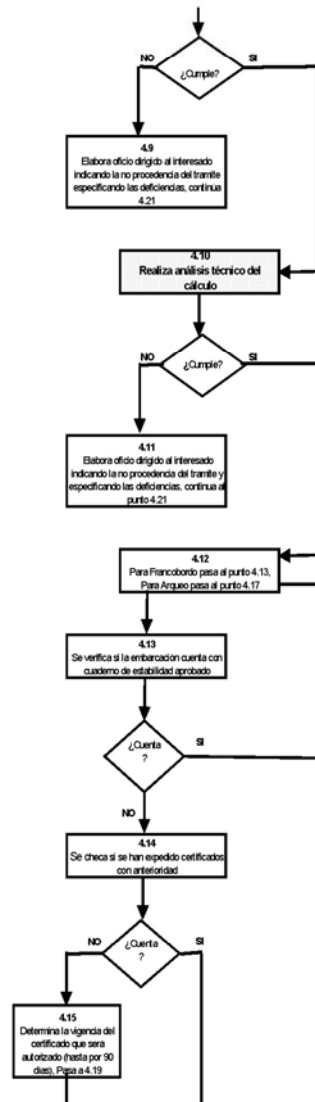 NO
SI
¿Cumple?
4.9
Elabora oficio dirigido al interesado
indicando la no procedencia del tramite
especificando las deficiencias, continúa
4.21
4.10
Realiza análisis técnico del
cálculo
NO
SI
¿Cumple?
4.11
Elabora oficio dirigido al interesado
indicando la no procedencia del tramite y
especificando las deficiencias, continua al
punto 4.21
4.12
Para Francobordo pasa al punto 4.13,
Para Arqueo pasa al punto 4.17
4.13
Se verifica si la embarcación cuenta con
cuaderno de estabilidad aprobado
¿Cuenta
?
SI
NO
4.14
Se checa si se han expedido certificados
con anterioridad
NO
¿Cuenta
?
SI
4.15
Determina la vigencia del
certificado que será
autorizado (hasta por 90
días), Pasa a 4.19